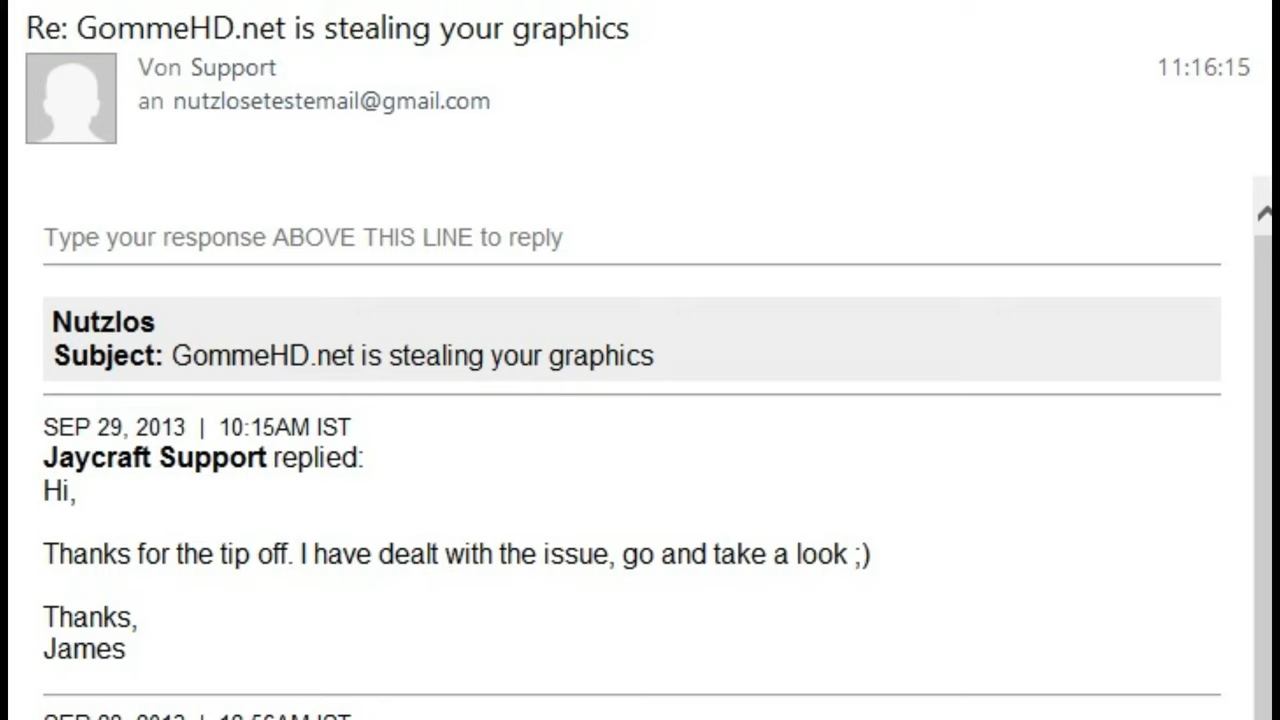 Re: GommeHD.net is stealing your graphics
Von Support
11:16:15
an nutzlosetestemail@gmail.com
Type your response ABOVE THIS LINE to reply
Nutzlos
Subject: GommeHD.net is stealing your graphics
SEP 29, 2013 | 10:15AM IST
Jaycraft Support replied:
Hi,
Thanks for the tip off. I have dealt with the issue, go and take a look ;)
Thanks,
James